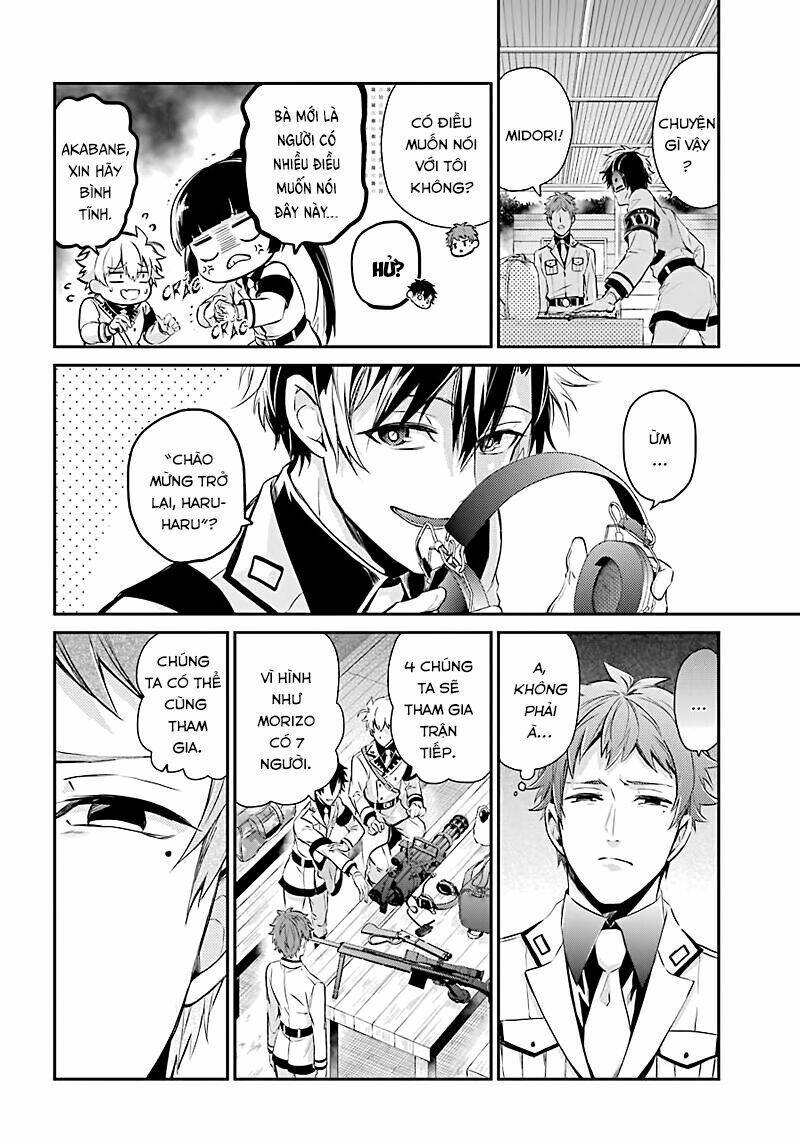 CHUYỆN
GÌ VẬY
?
MIDORI!
CÓ ĐIỀU
MUỐN NÓI
VỚI TÔI
KHÔNG?
HỬ?
BÀ MỚI LÀ
NGƯỜI CÓ
NHIỀU ĐIỀU
MUỐN NÓI
ĐÂY NÀY...
CRẮC
CRẮC
AKABANE,
XIN HÃY
BÌNH
TĨNH.
ỪM
...
"CHÀO
MỪNG TRỞ
LẠI, HARU-
HARU"?
...
A,
KHÔNG
PHẢI
À...
4 CHÚNG
TA SẼ
THAM GIA
TRẬN
TIẾP.
VÌ HÌNH
NHƯ
MORIZO
CÓ 7
NGƯỜI.
CHÚNG
TA CÓ THỂ
CÙNG
THAM
GIA.